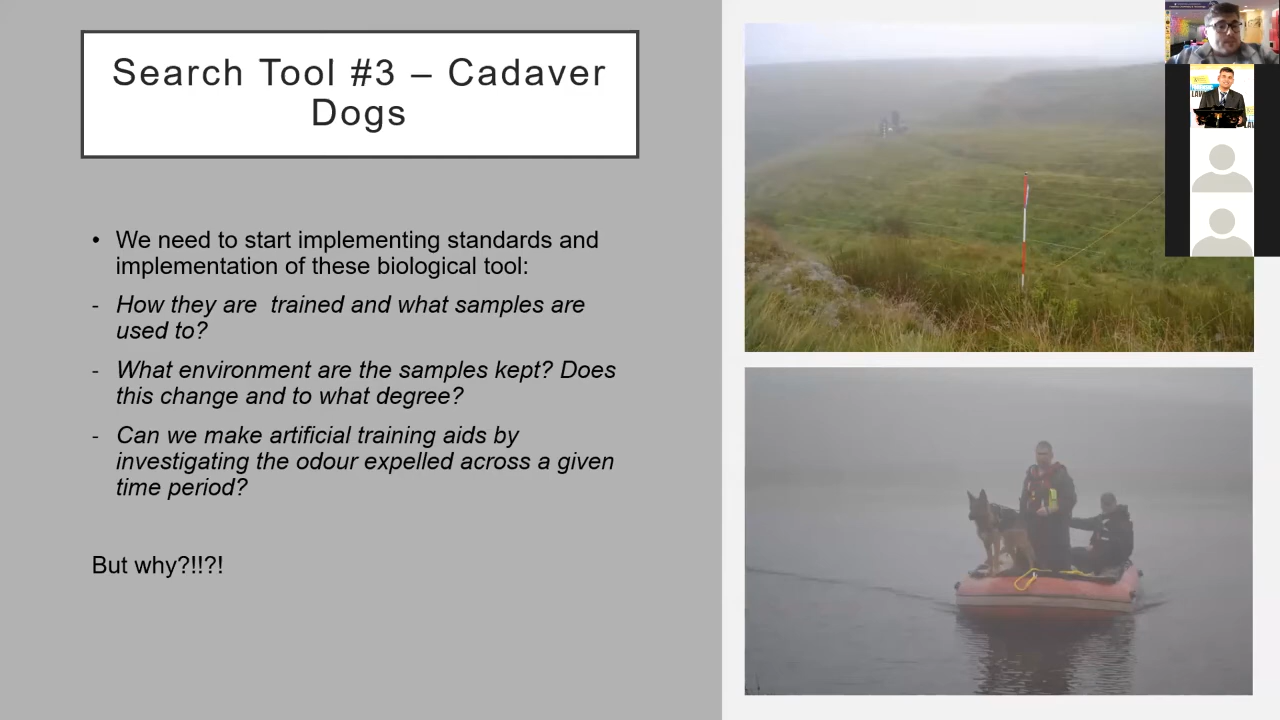 Search Tool #3 – Cadaver
Dogs
• We need to start implementing standards and
implementation of these biological tool:
- How they are  trained and what samples are
used to?
- What environment are the samples kept? Does
this change and to what degree?
- Can we make artificial training aids by
investigating the odour expelled across a given
time period?
But why?!!?!
LAW